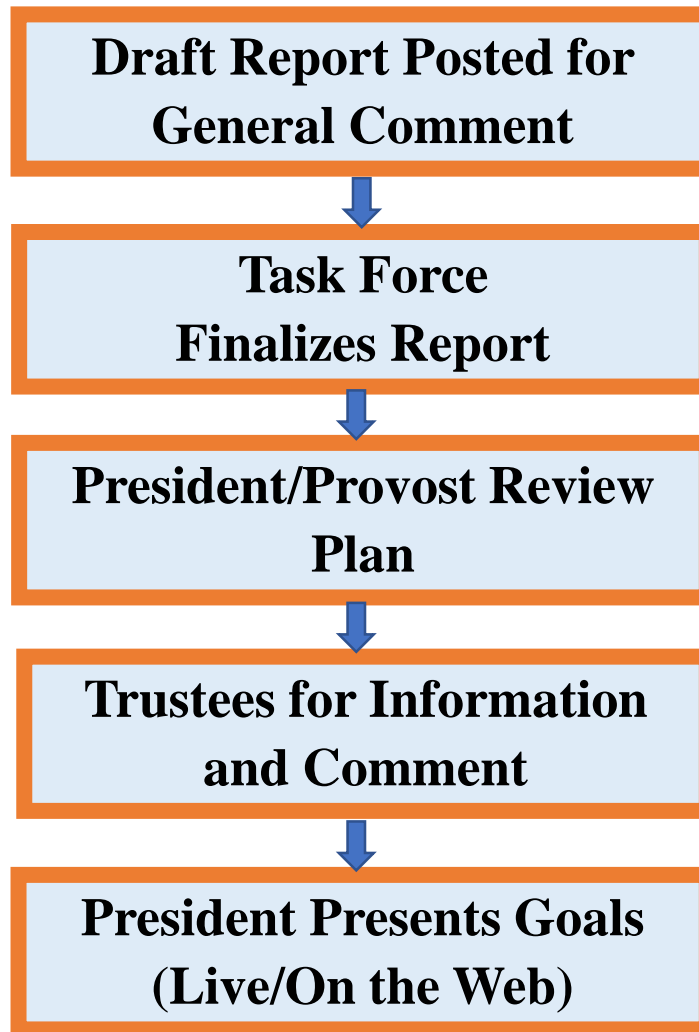 Draft Report Posted for
General Comment
Task Force
Finalizes Report
President/Provost Review
Plan
Trustees for Information
and Comment
President Presents Goals
(Live/On the Web)